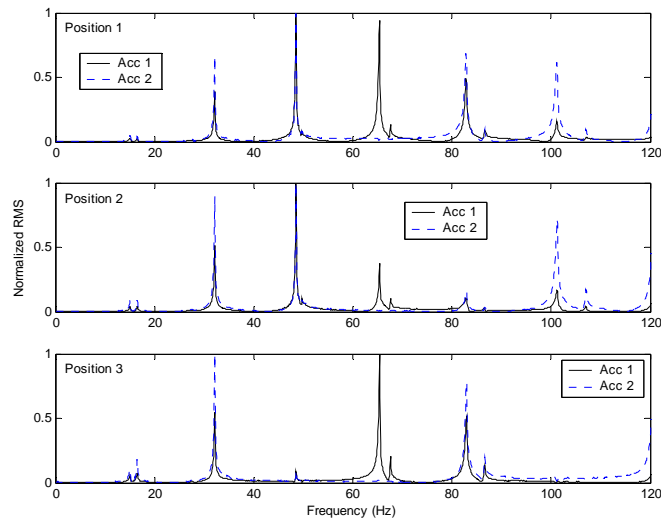 Position 1
Acc 1
Acc 2
1
0.5
0
0 20 40 60 80 100 120
Position 2
Acc 1
Acc 2
Normalized RMS
1
0.5
0
0 20 40 60 80 100 120
Position 3
Acc 1
Acc 2
1
0.5
0
0 20 40 60 80 100 120
Frequency (Hz)